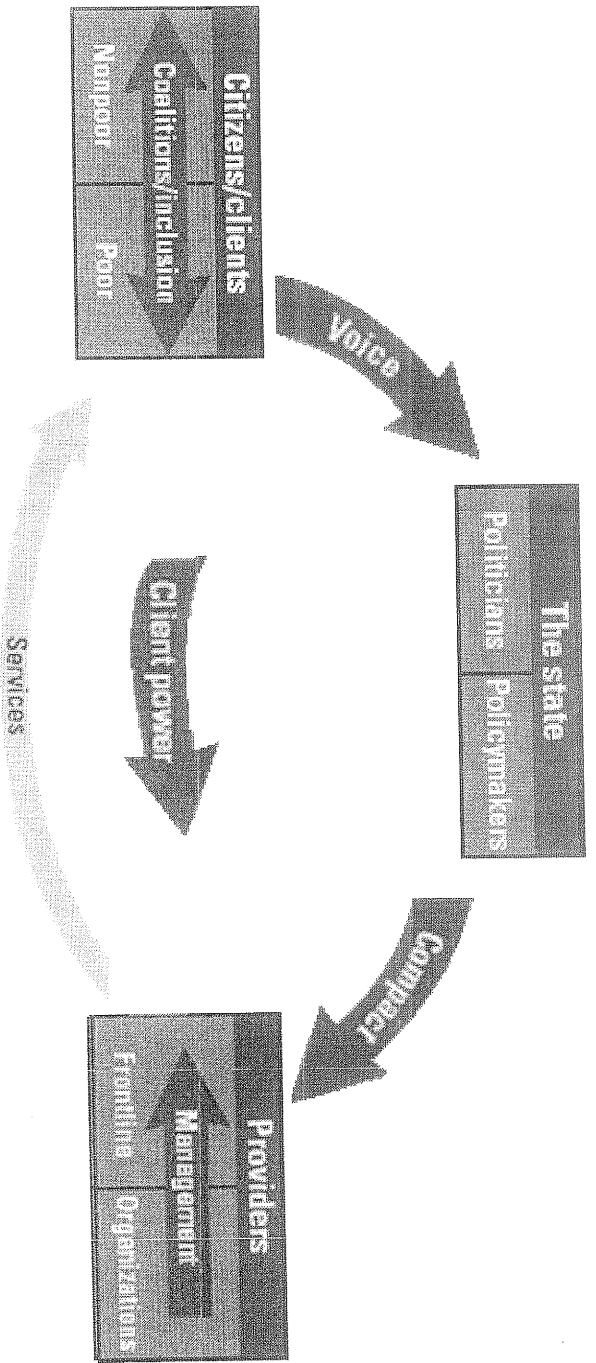 The state
Politicians
Policymakers
Voice
Compact
Citizens/clients
Coalitions/inclusion
Nonpoor
Poor
Client power
Providers
Management
Frontline
Organizations
Services